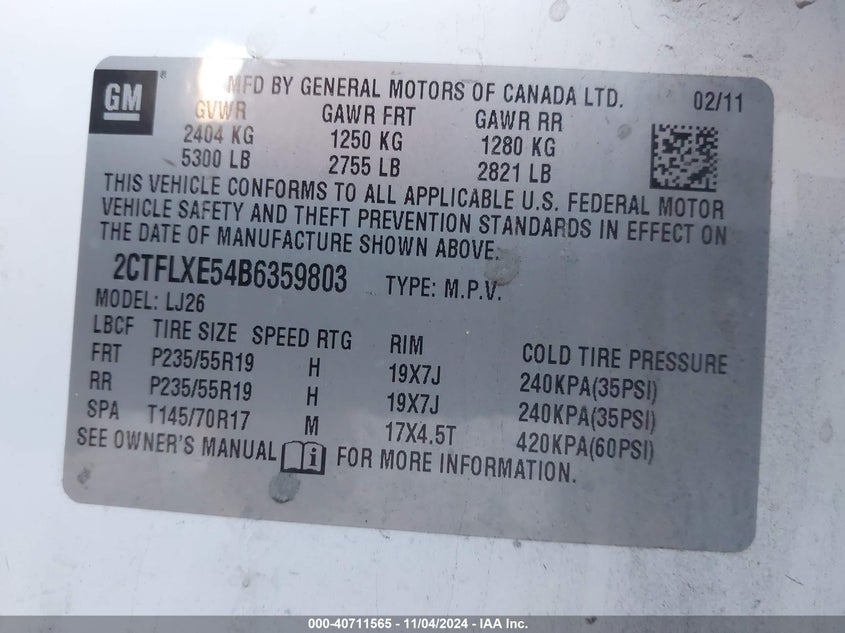 GM ® MFD BY GENERAL MOTORS OF CANADA LTD. 02/11
GVWR GAWR FRT GAWR RR
2404 KG 1250 KG 1280 KG
5300 LB 2755 LB 2821 LB
THIS VEHICLE CONFORMS TO ALL APPLICABLE U.S. FEDERAL MOTOR
VEHICLE SAFETY AND THEFT PREVENTION STANDARDS IN EFFECT ON
THE DATE OF MANUFACTURE SHOWN ABOVE.
2CTFLXE54B6359803 TYPE: M.P.V.
MODEL: LJ26
LBCF TIRE SIZE SPEED RTG RIM COLD TIRE PRESSURE
FRT P235/55R19 H 19X7J 240KPA(35PSI)
RR P235/55R19 H 19X7J 240KPA(35PSI)
SPA T145/70R17 M 17X4.5T 420KPA(60PSI)
SEE OWNER'S MANUAL i FOR MORE INFORMATION.
000-40711565 - 11/04/2024 - IAA Inc.